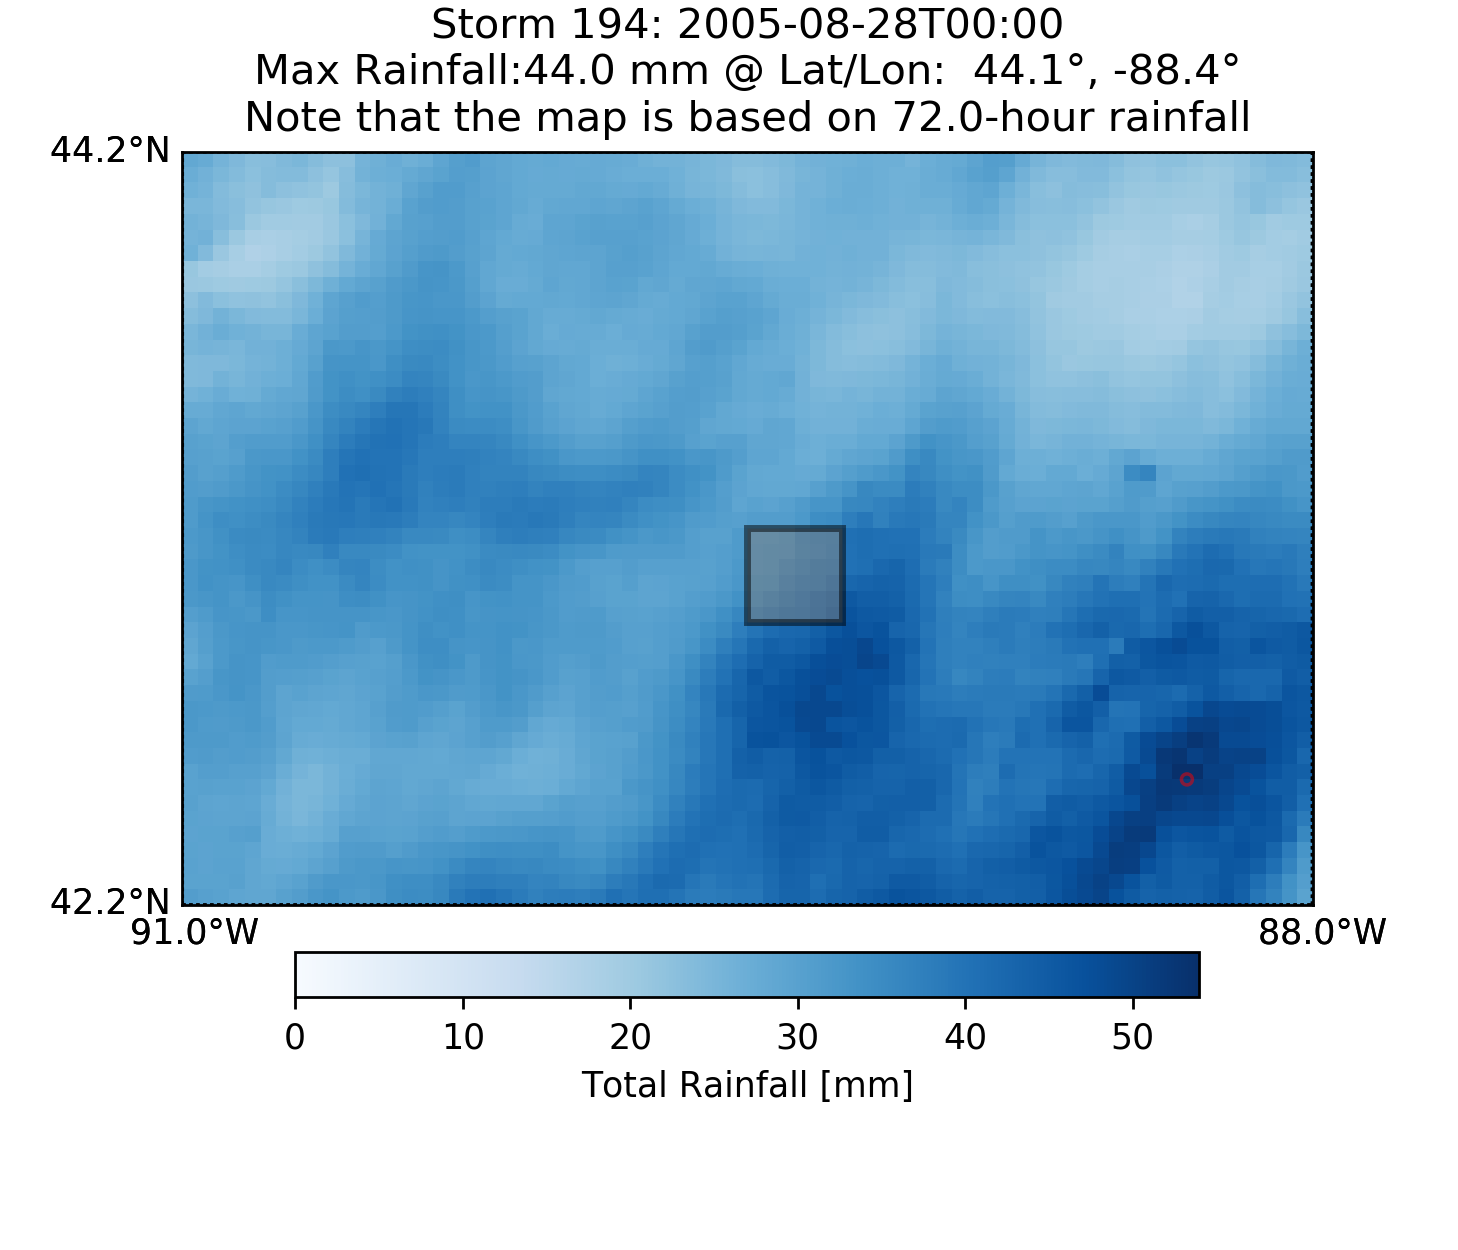 Storm 194: 2005-08-28T00:00
Max Rainfall:44.0 mm @ Lat/Lon:  44.1°, -88.4°
Note that the map is based on 72.0-hour rainfall
44.2°N
42.2°N
91.0°W 88.0°W
0 10 20 30 40 50
Total Rainfall [mm]